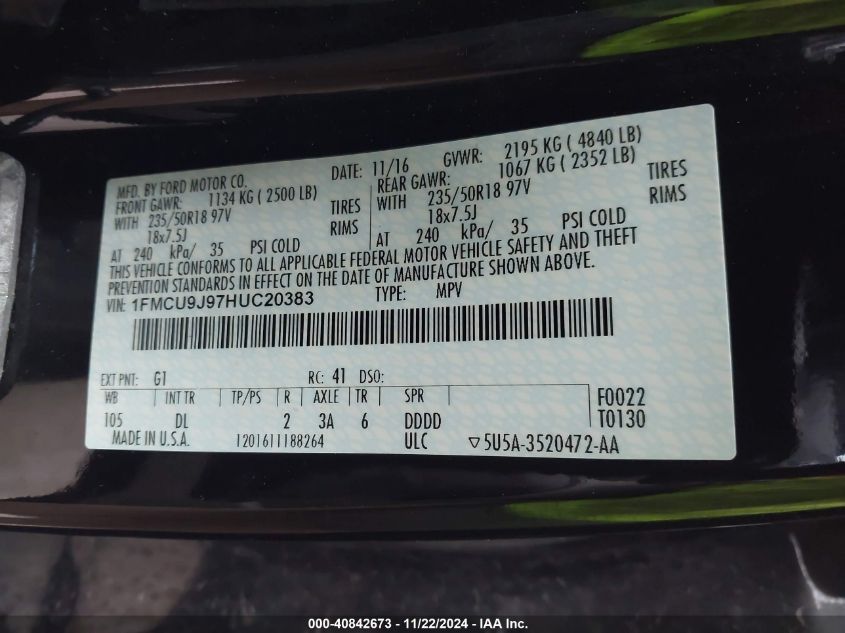 MFD. BY FORD MOTOR CO. DATE: 11/16 GVWR: 2195 KG ( 4840 LB)
FRONT GAWR: 1134 KG ( 2500 LB) REAR GAWR: 1067 KG ( 2352 LB)
WITH 235/50R18 97V TIRES WITH 235/50R18 97V TIRES
18x7.5J RIMS 18x7.5J RIMS
AT 240 kPa/ 35 PSI COLD AT 240 kPa/ 35 PSI COLD
THIS VEHICLE CONFORMS TO ALL APPLICABLE FEDERAL MOTOR VEHICLE SAFETY AND THEFT
PREVENTION STANDARDS IN EFFECT ON THE DATE OF MANUFACTURE SHOWN ABOVE.
VIN: 1FMCU9J97HUC20383 TYPE: MPV
EXT PNT: G1 RC: 41 DSO:
WB INT TR TP/PS R AXLE TR SPR F0022
105 DL 2 3A 6 DDDD T0130
MADE IN U.S.A. 1201611188264 ULC ▽5U5A-3520472-AA
000-40842673 - 11/22/2024 - IAA Inc.